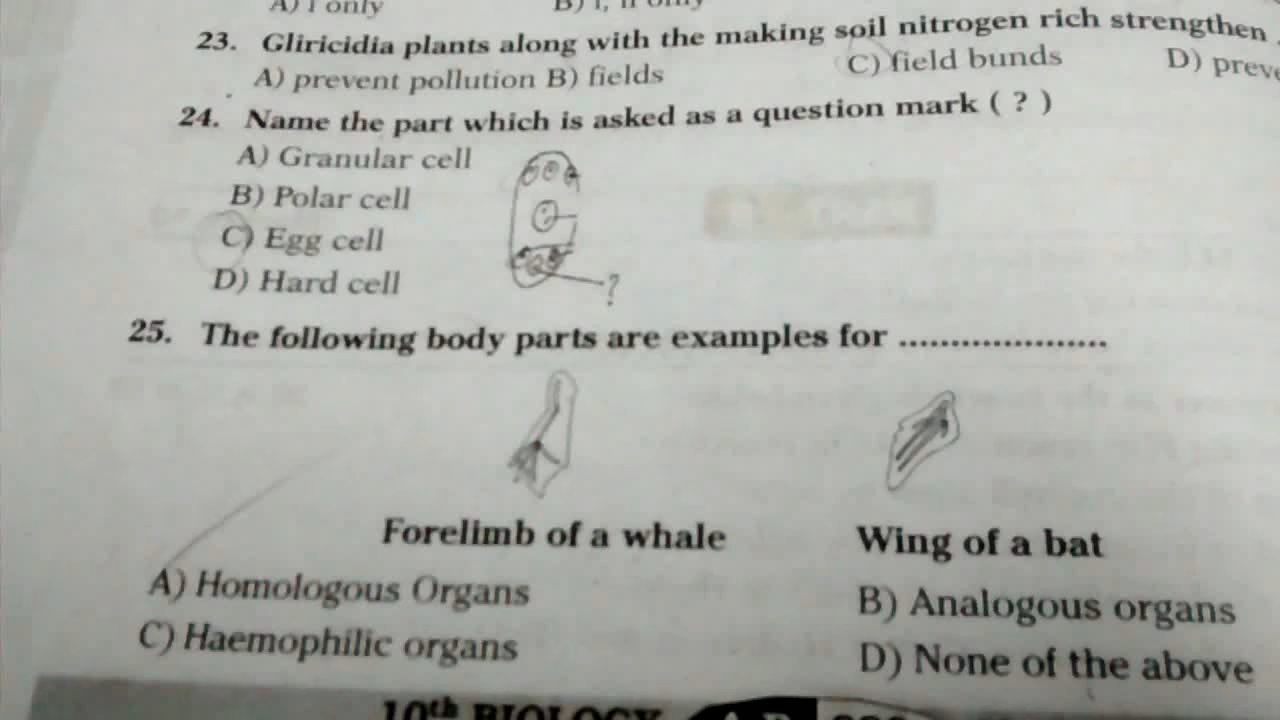 A) I only B) I, II only
23. Gliricidia plants along with the making soil nitrogen rich strengthen
A) prevent pollution B) fields C) field bunds D)
24. Name the part which is asked as a question mark ( ? )
A) Granular cell
B) Polar cell
C) Egg cell
D) Hard cell
?
25. The following body parts are examples for ....................
Forelimb of a whale Wing of a bat
A) Homologous Organs B) Analogous organs
C) Haemophilic organs D) None of the above
10th BIOLOGY